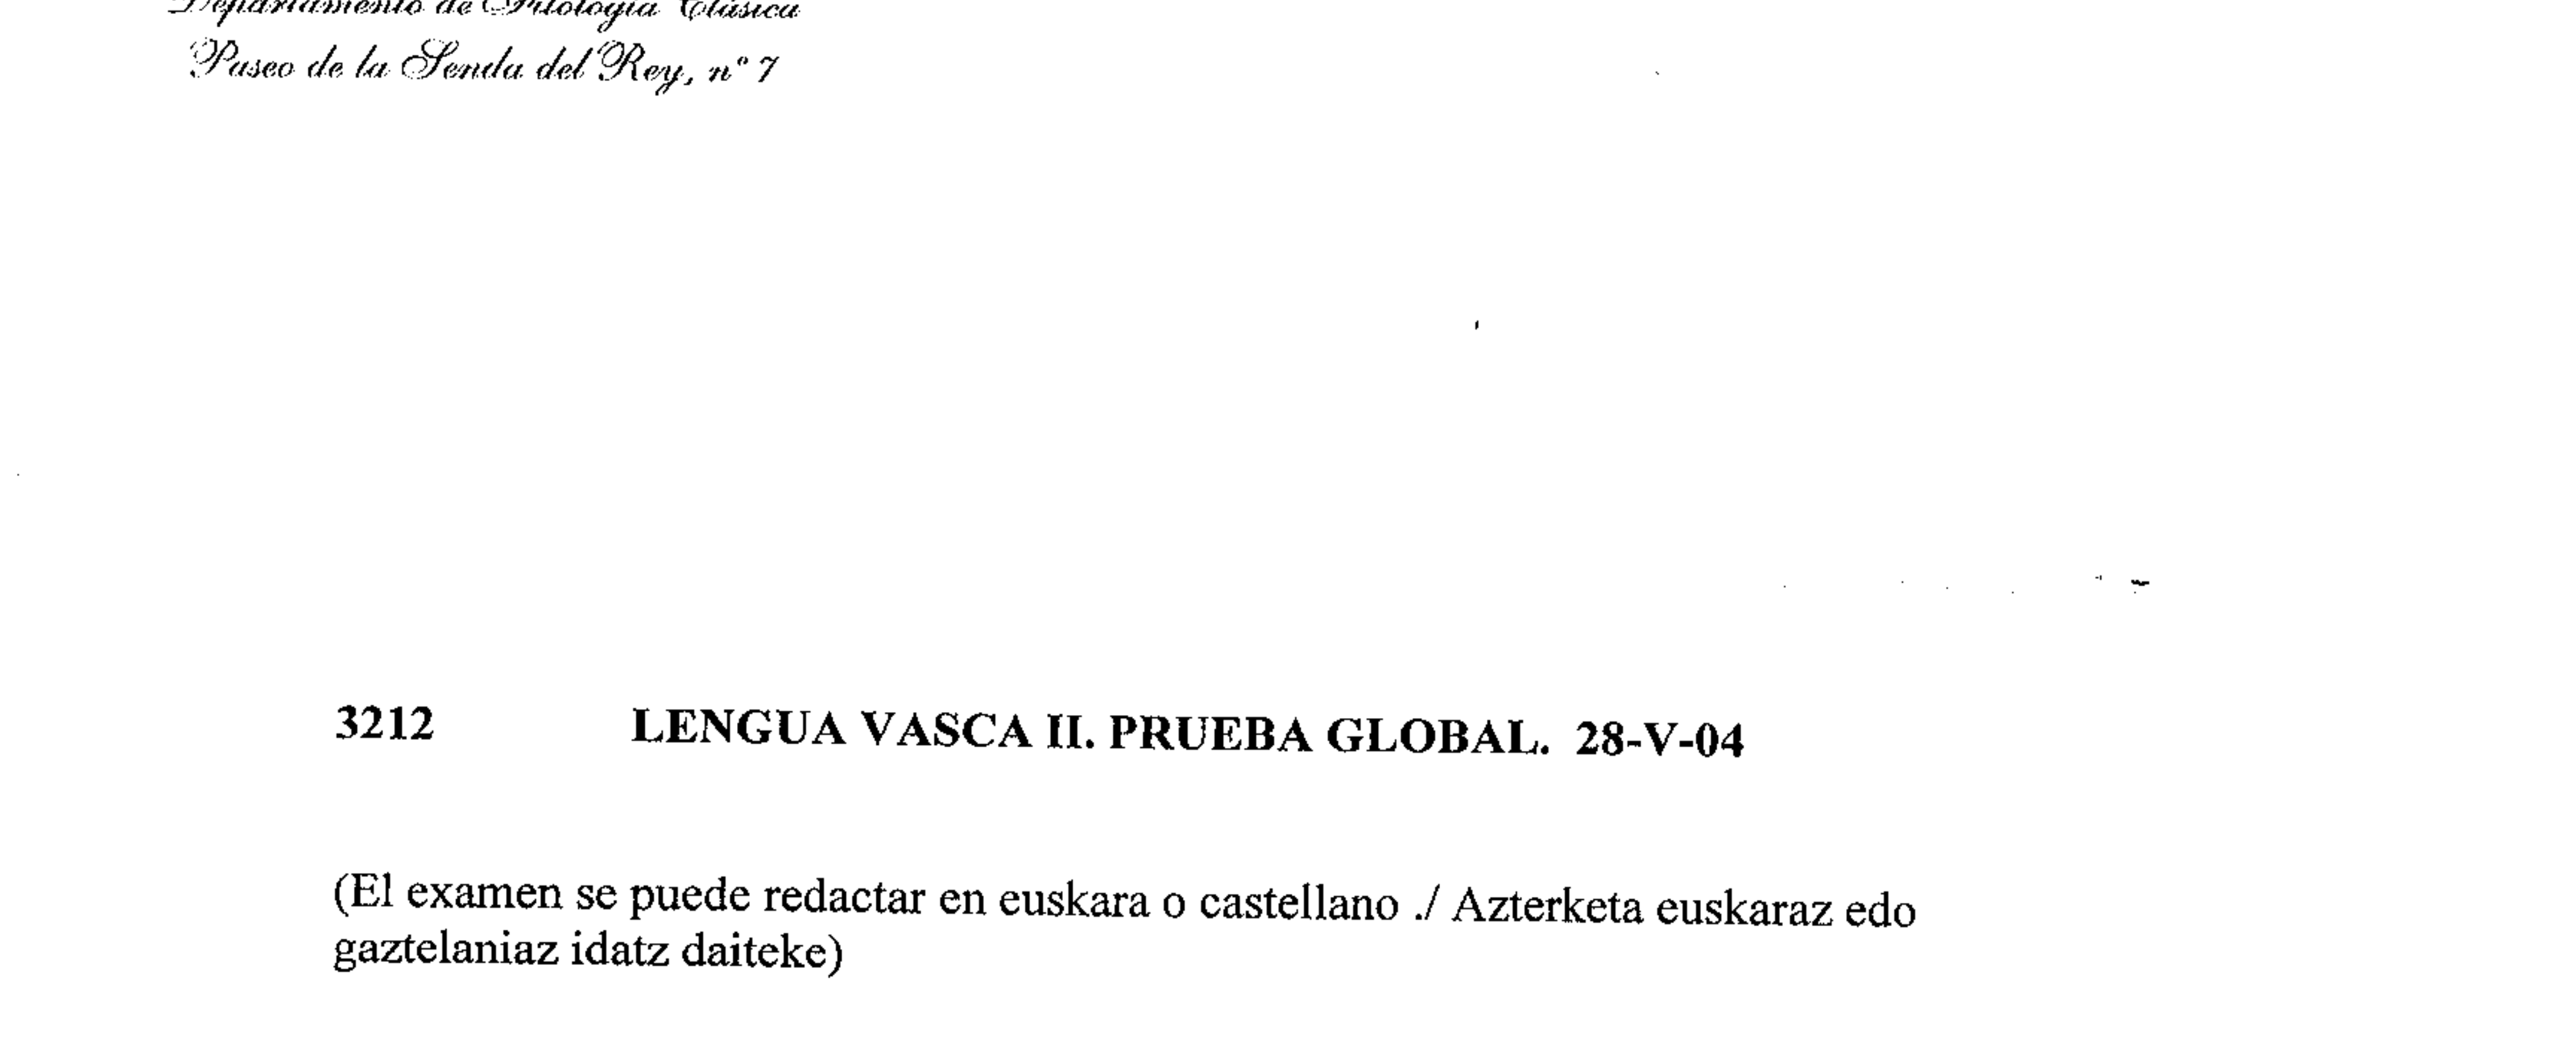 Departamento de Filología Clásica
Paseo de la Senda del Rey, nº 7
3212 LENGUA VASCA II. PRUEBA GLOBAL. 28-V-04
(El examen se puede redactar en euskara o castellano ./ Azterketa euskaraz edo
gaztelaniaz idatz daiteke)